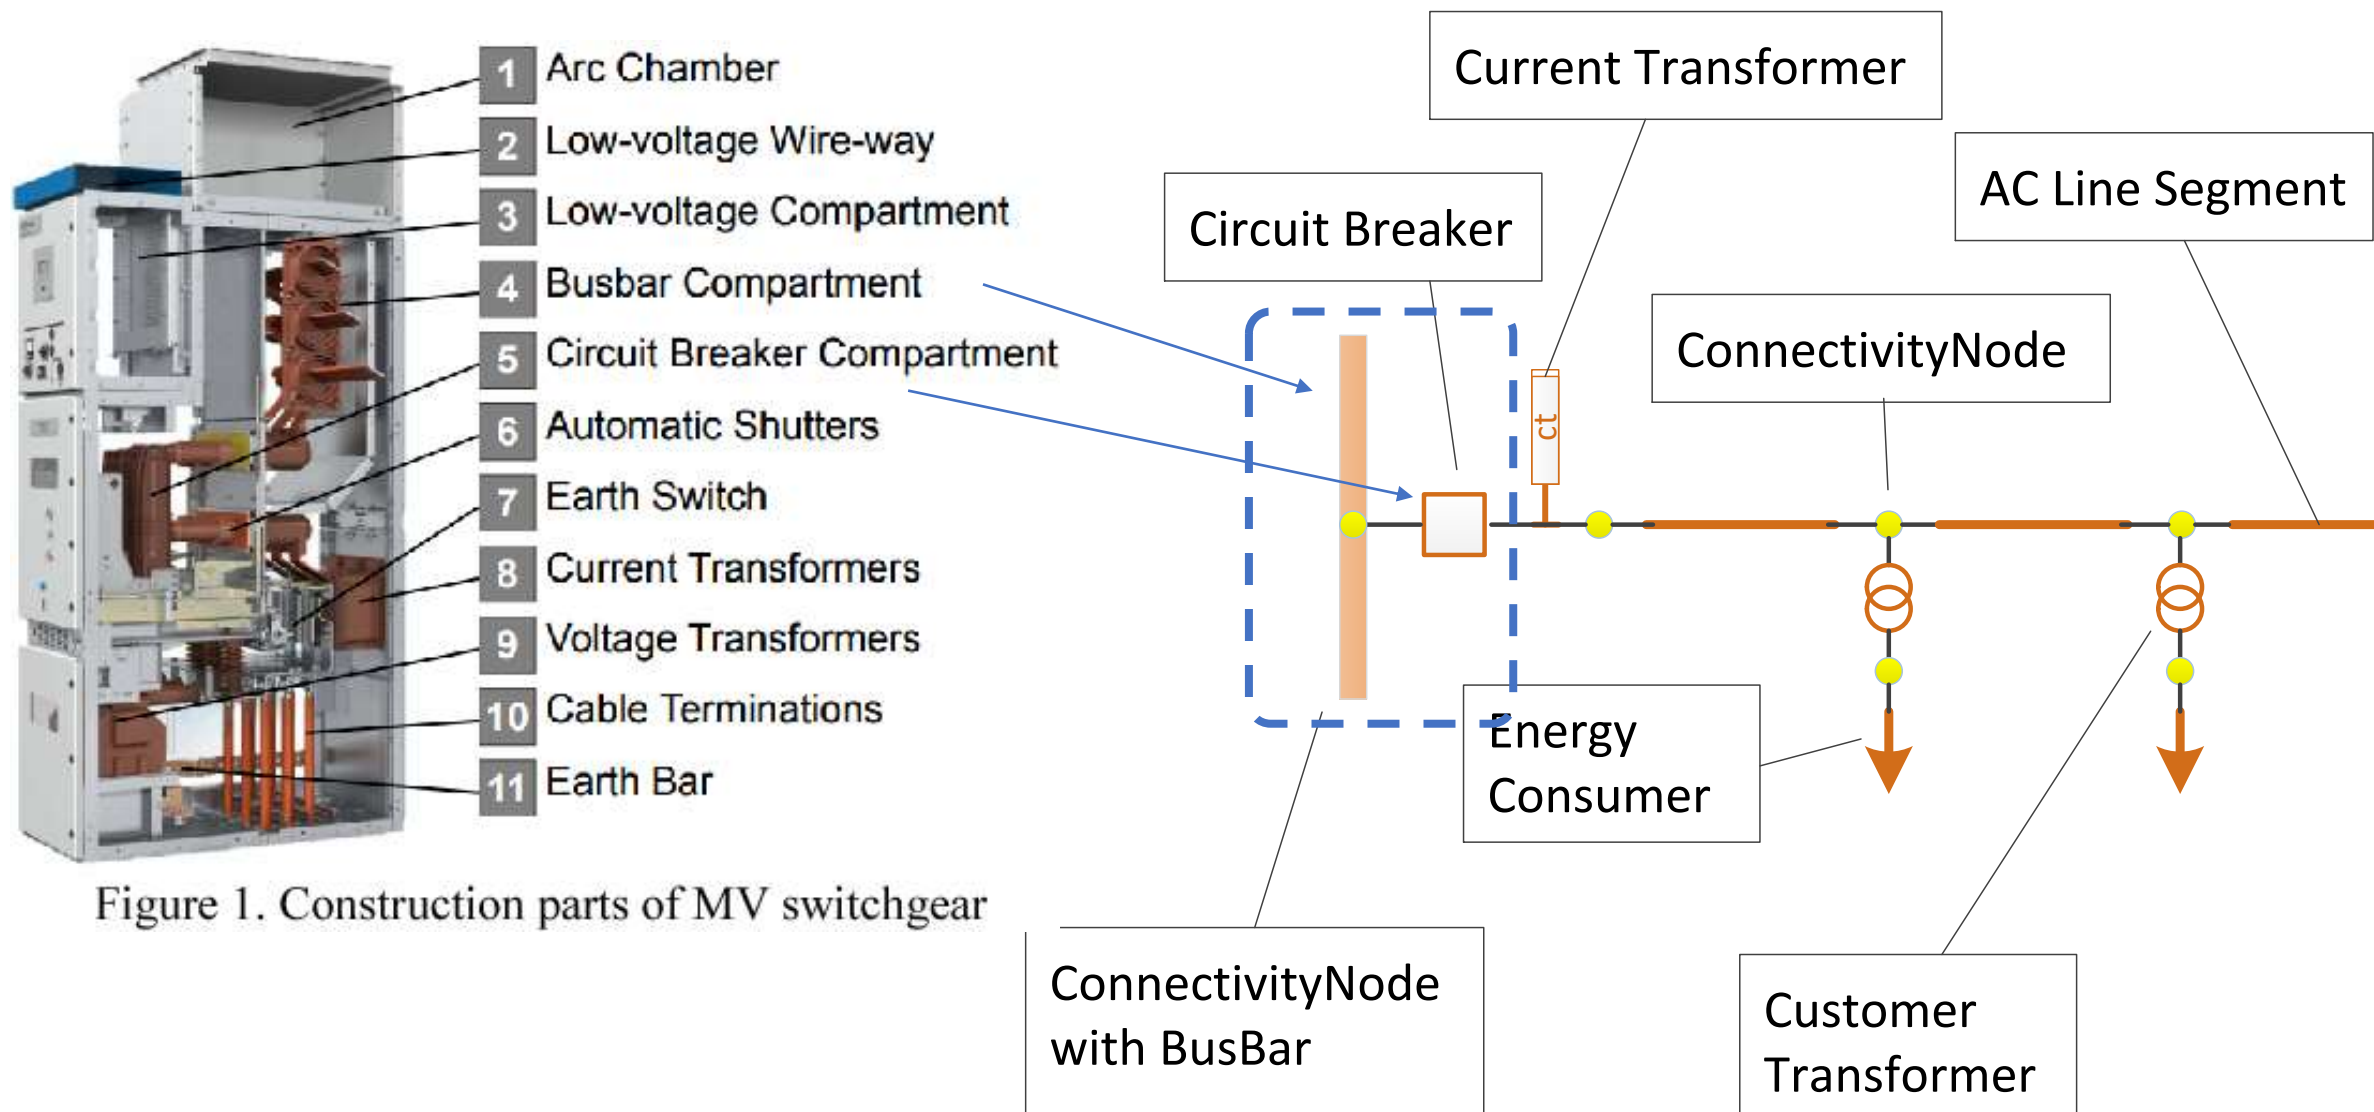 1 Arc Chamber
2 Low-voltage Wire-way
3 Low-voltage Compartment
4 Busbar Compartment
5 Circuit Breaker Compartment
6 Automatic Shutters
7 Earth Switch
8 Current Transformers
9 Voltage Transformers
10 Cable Terminations
11 Earth Bar
Figure 1. Construction parts of MV switchgear
Current Transformer
AC Line Segment
Circuit Breaker
ConnectivityNode
ct
Energy
Consumer
ConnectivityNode
with BusBar
Customer
Transformer